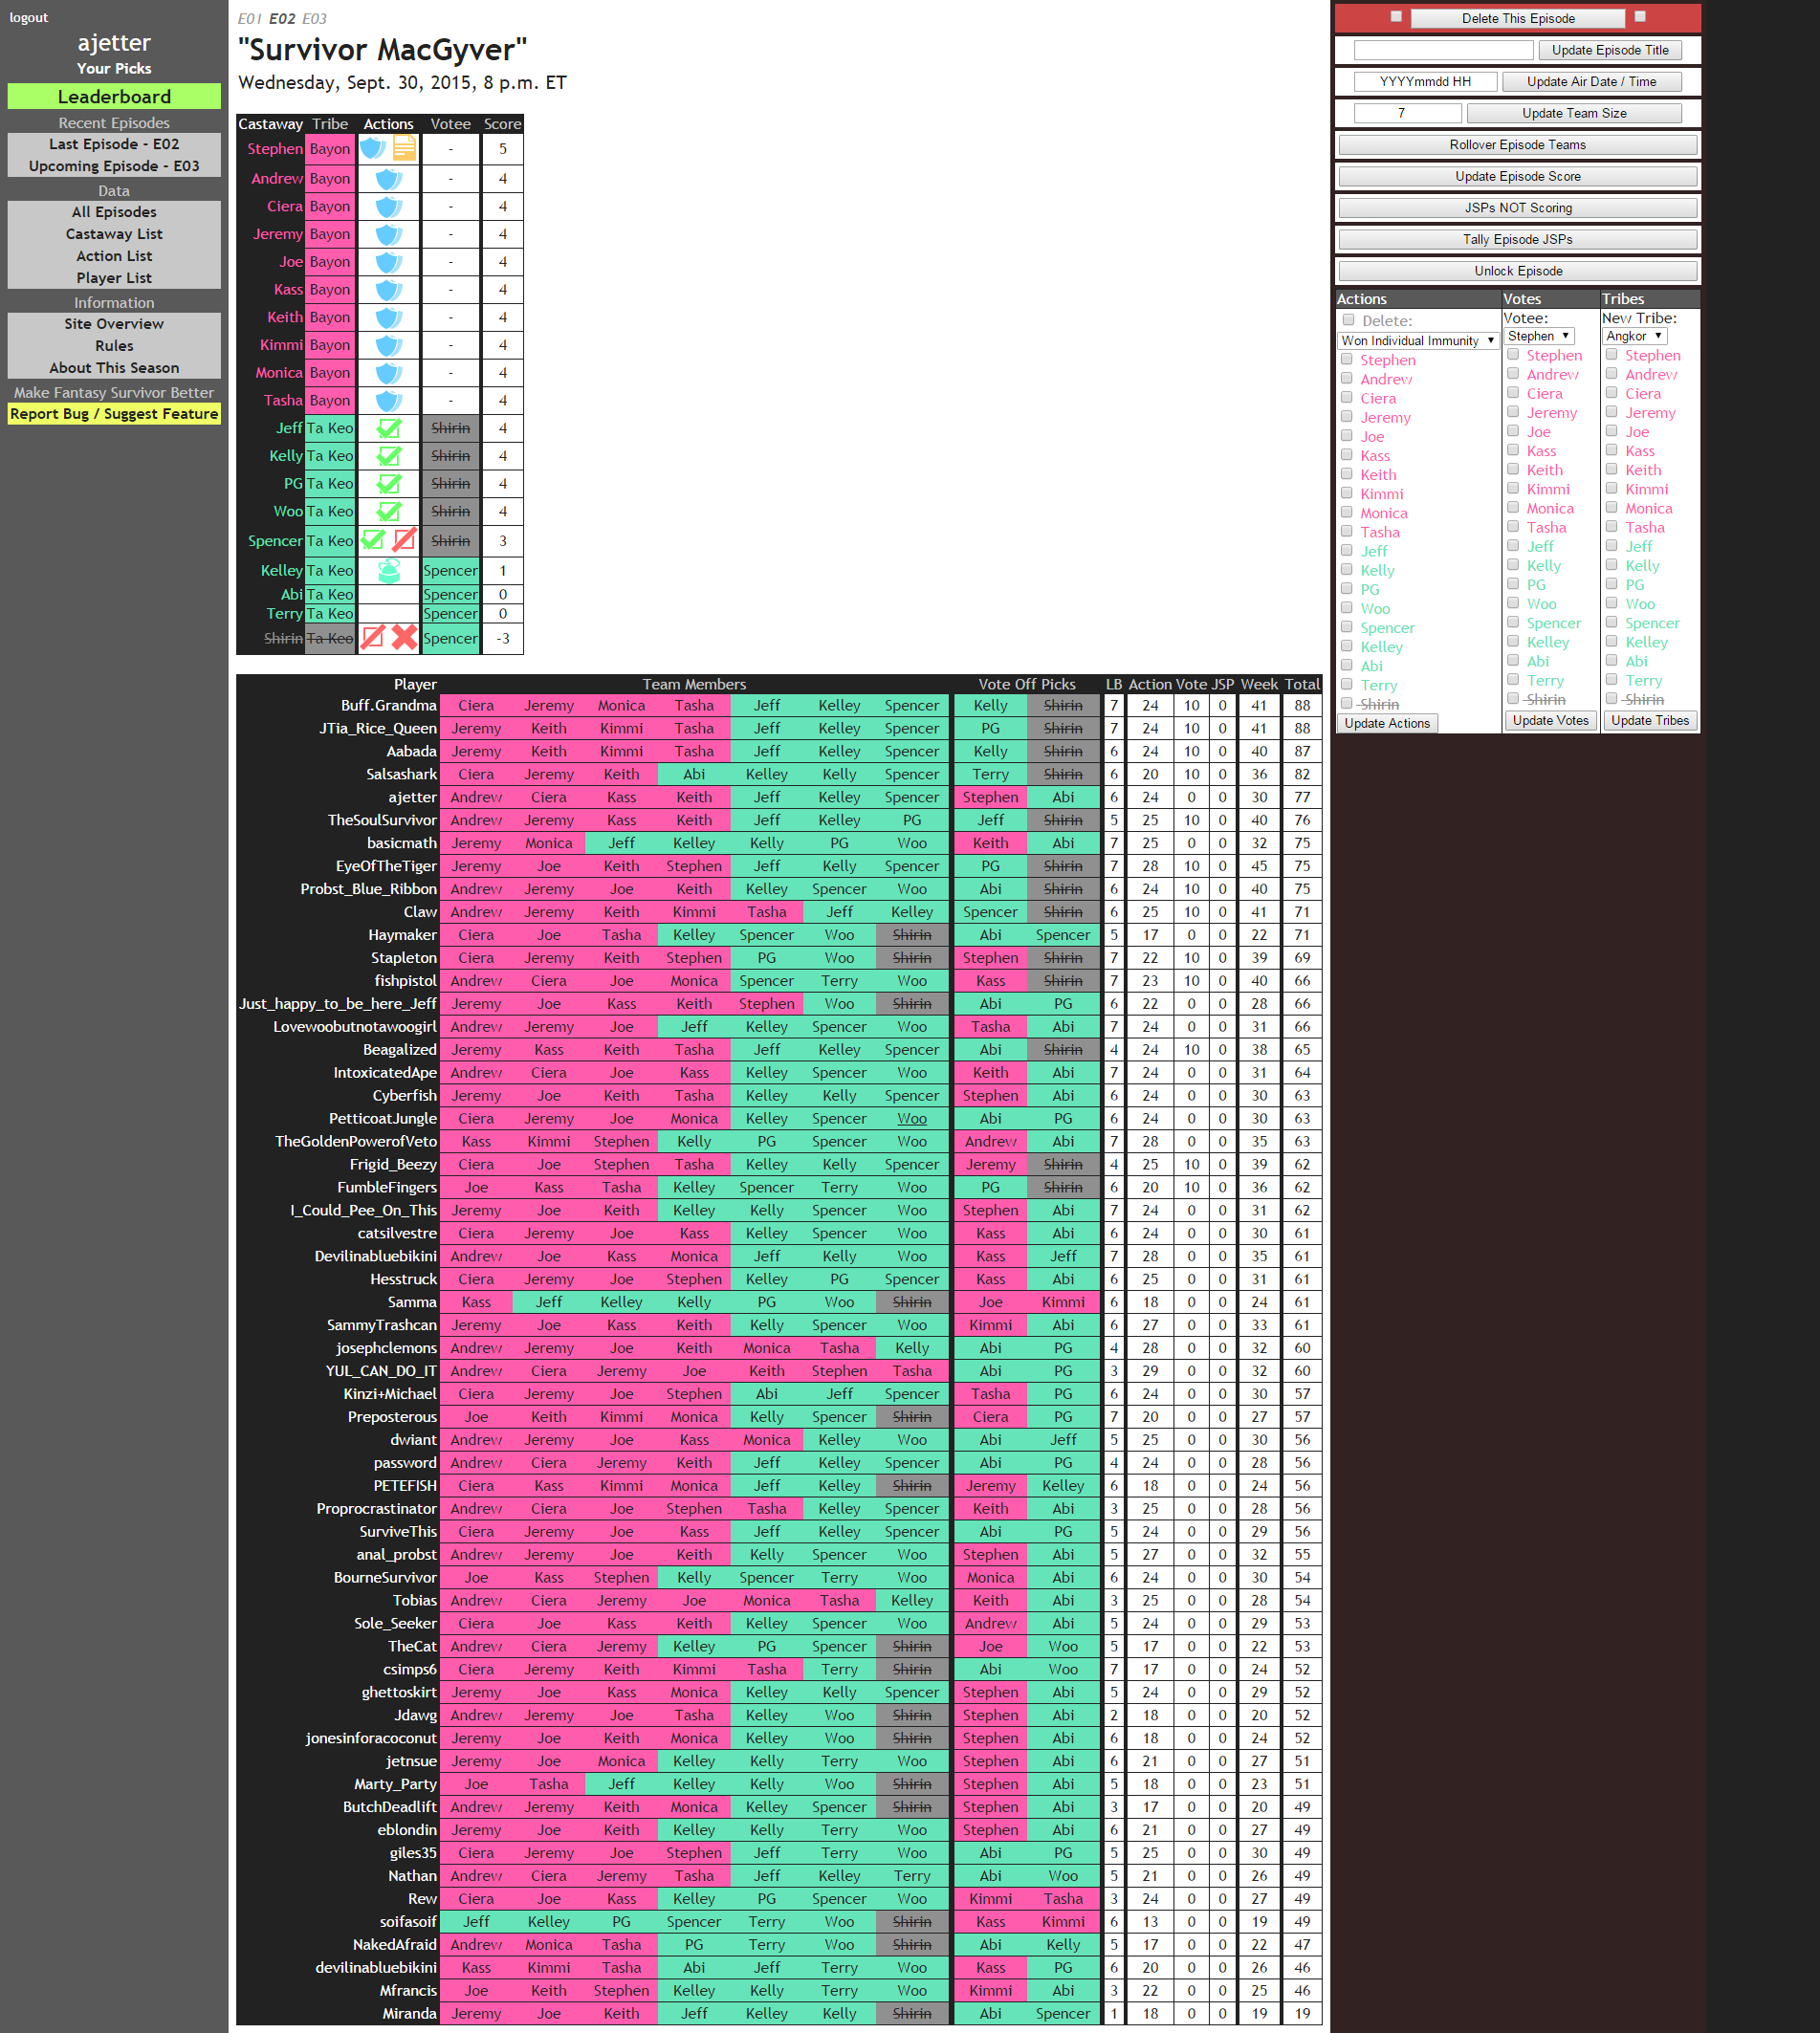 logout
ajetter
Your Picks
Leaderboard
Recent Episodes
Last Episode - E02
Upcoming Episode - E03
Data
All Episodes
Castaway List
Action List
Player List
Information
Site Overview
Rules
About This Season
Make Fantasy Survivor Better
Report Bug / Suggest Feature
E01 E02 E03
"Survivor MacGyver"
Wednesday, Sept. 30, 2015, 8 p.m. ET
Castaway Tribe Actions Votee Score
Stephen Bayon - 5
Andrew Bayon - 4
Ciera Bayon - 4
Jeremy Bayon - 4
Joe Bayon - 4
Kass Bayon - 4
Keith Bayon - 4
Kimmi Bayon - 4
Monica Bayon - 4
Tasha Bayon - 4
Jeff Ta Keo Shirin 4
Kelly Ta Keo Shirin 4
PG Ta Keo Shirin 4
Woo Ta Keo Shirin 4
Spencer Ta Keo Shirin 3
Kelley Ta Keo Spencer 1
Abi Ta Keo Spencer 0
Terry Ta Keo Spencer 0
Shirin Ta Keo Spencer -3
Player Team Members Vote Off Picks LB Action Vote JSP Week Total
Buff.Grandma Ciera Jeremy Monica Tasha Jeff Kelley Spencer Kelly Shirin 7 24 10 0 41 88
JTia_Rice_Queen Jeremy Keith Kimmi Tasha Jeff Kelley Spencer PG Shirin 7 24 10 0 41 88
Aabada Jeremy Keith Kimmi Tasha Jeff Kelley Spencer Kelly Shirin 6 24 10 0 40 87
Salsashark Ciera Jeremy Keith Abi Kelley Kelly Spencer Terry Shirin 6 20 10 0 36 82
ajetter Andrew Ciera Kass Keith Jeff Kelley Spencer Stephen Abi 6 24 0 0 30 77
TheSoulSurvivor Andrew Jeremy Kass Keith Jeff Kelley PG Jeff Shirin 5 25 10 0 40 76
basicmath Jeremy Monica Jeff Kelley Kelly PG Woo Keith Abi 7 25 0 0 32 75
EyeOfTheTiger Jeremy Joe Keith Stephen Jeff Kelly Spencer PG Shirin 7 28 10 0 45 75
Probst_Blue_Ribbon Andrew Jeremy Joe Keith Kelley Spencer Woo Abi Shirin 6 24 10 0 40 75
Claw Andrew Jeremy Keith Kimmi Tasha Jeff Kelley Spencer Shirin 6 25 10 0 41 71
Haymaker Ciera Joe Tasha Kelley Spencer Woo Shirin Abi Spencer 5 17 0 0 22 71
Stapleton Ciera Jeremy Keith Stephen PG Woo Shirin Stephen Shirin 7 22 10 0 39 69
fishpistol Andrew Ciera Joe Monica Spencer Terry Woo Kass Shirin 7 23 10 0 40 66
Just_happy_to_be_here_Jeff Jeremy Joe Kass Keith Stephen Woo Shirin Abi PG 6 22 0 0 28 66
Lovewoobutnotawoogirl Andrew Jeremy Joe Jeff Kelley Spencer Woo Tasha Abi 7 24 0 0 31 66
Beagalized Jeremy Kass Keith Tasha Jeff Kelley Spencer Abi Shirin 4 24 10 0 38 65
IntoxicatedApe Andrew Ciera Joe Kass Kelley Spencer Woo Keith Abi 7 24 0 0 31 64
Cyberfish Jeremy Joe Keith Tasha Kelley Kelly Spencer Stephen Abi 6 24 0 0 30 63
PetticoatJungle Ciera Jeremy Joe Monica Kelley Spencer Woo Abi PG 6 24 0 0 30 63
TheGoldenPowerofVeto Kass Kimmi Stephen Kelly PG Spencer Woo Andrew Abi 7 28 0 0 35 63
Frigid_Beezy Ciera Joe Stephen Tasha Kelley Kelly Spencer Jeremy Shirin 4 25 10 0 39 62
FumbleFingers Joe Kass Tasha Kelley Spencer Terry Woo PG Shirin 6 20 10 0 36 62
I_Could_Pee_On_This Jeremy Joe Keith Kelley Kelly Spencer Woo Stephen Abi 7 24 0 0 31 62
catsilvestre Ciera Jeremy Joe Kass Kelley Spencer Woo Kass Abi 6 24 0 0 30 61
Devilinabluebikini Andrew Joe Kass Monica Jeff Kelly Woo Kass Jeff 7 28 0 0 35 61
Hesstruck Ciera Jeremy Joe Stephen Kelley PG Spencer Kass Abi 6 25 0 0 31 61
Samma Kass Jeff Kelley Kelly PG Woo Shirin Joe Kimmi 6 18 0 0 24 61
SammyTrashcan Jeremy Joe Kass Keith Kelly Spencer Woo Kimmi Abi 6 27 0 0 33 61
josephclemons Andrew Jeremy Joe Keith Monica Tasha Kelly Abi PG 4 28 0 0 32 60
YUL_CAN_DO_IT Andrew Ciera Jeremy Joe Keith Stephen Tasha Abi PG 3 29 0 0 32 60
Kinzi+Michael Ciera Jeremy Joe Stephen Abi Jeff Spencer Tasha PG 6 24 0 0 30 57
Preposterous Joe Keith Kimmi Monica Kelly Spencer Shirin Ciera PG 7 20 0 0 27 57
dwiant Andrew Jeremy Joe Kass Monica Kelley Woo Abi Jeff 5 25 0 0 30 56
password Andrew Ciera Jeremy Keith Jeff Kelley Spencer Abi PG 4 24 0 0 28 56
PETEFISH Ciera Kass Kimmi Monica Jeff Kelley Shirin Jeremy Kelley 6 18 0 0 24 56
Proprocrastinator Andrew Ciera Joe Stephen Tasha Kelley Spencer Keith Abi 3 25 0 0 28 56
SurviveThis Ciera Jeremy Joe Kass Jeff Kelley Spencer Abi PG 5 24 0 0 29 56
anal_probst Andrew Jeremy Joe Keith Kelly Spencer Woo Stephen Abi 5 27 0 0 32 55
BourneSurvivor Joe Kass Stephen Kelly Spencer Terry Woo Monica Abi 6 24 0 0 30 54
Tobias Andrew Ciera Jeremy Joe Monica Tasha Kelley Keith Abi 3 25 0 0 28 54
Sole_Seeker Ciera Joe Kass Keith Kelley Spencer Woo Andrew Abi 5 24 0 0 29 53
TheCat Andrew Ciera Jeremy Kelley PG Spencer Shirin Joe Woo 5 17 0 0 22 53
csimps6 Ciera Jeremy Keith Kimmi Tasha Terry Shirin Abi Woo 7 17 0 0 24 52
ghettoskirt Jeremy Joe Kass Monica Kelley Kelly Spencer Stephen Abi 5 24 0 0 29 52
Jdawg Andrew Jeremy Joe Tasha Kelley Woo Shirin Stephen Abi 2 18 0 0 20 52
jonesinforacoconut Jeremy Joe Keith Monica Kelley Woo Shirin Stephen Abi 6 18 0 0 24 52
jetnsue Jeremy Joe Monica Kelley Kelly Terry Woo Stephen Abi 6 21 0 0 27 51
Marty_Party Joe Tasha Jeff Kelley Kelly Woo Shirin Stephen Abi 5 18 0 0 23 51
ButchDeadlift Andrew Jeremy Keith Monica Kelley Spencer Shirin Stephen Abi 3 17 0 0 20 49
eblondin Jeremy Joe Keith Kelley Kelly Terry Woo Stephen Abi 6 21 0 0 27 49
giles35 Ciera Jeremy Joe Stephen Jeff Terry Woo Abi PG 5 25 0 0 30 49
Nathan Andrew Ciera Jeremy Tasha Jeff Kelley Terry Abi Woo 5 21 0 0 26 49
Rew Ciera Joe Kass Kelley PG Spencer Woo Kimmi Tasha 3 24 0 0 27 49
soifasoif Jeff Kelley PG Spencer Terry Woo Shirin Kass Kimmi 6 13 0 0 19 49
NakedAfraid Andrew Monica Tasha PG Terry Woo Shirin Abi Kelly 5 17 0 0 22 47
devilinabluebikini Kass Kimmi Tasha Abi Jeff Terry Woo Kass PG 6 20 0 0 26 46
Mfrancis Joe Keith Stephen Kelley Kelly Terry Woo Kimmi Abi 3 22 0 0 25 46
Miranda Jeremy Joe Keith Jeff Kelley Kelly Shirin Abi Spencer 1 18 0 0 19 19
Delete This Episode
Update Episode Title
YYYYmmdd HH Update Air Date / Time
7 Update Team Size
Rollover Episode Teams
Update Episode Score
JSPs NOT Scoring
Tally Episode JSPs
Unlock Episode
Actions Votes Tribes
Delete: Votee: New Tribe:
Won Individual Immunity Stephen Angkor
Stephen Stephen Stephen
Andrew Andrew Andrew
Ciera Ciera Ciera
Jeremy Jeremy Jeremy
Joe Joe Joe
Kass Kass Kass
Keith Keith Keith
Kimmi Kimmi Kimmi
Monica Monica Monica
Tasha Tasha Tasha
Jeff Jeff Jeff
Kelly Kelly Kelly
PG PG PG
Woo Woo Woo
Spencer Spencer Spencer
Kelley Kelley Kelley
Abi Abi Abi
Terry Terry Terry
Shirin Shirin Shirin
Update Actions Update Votes Update Tribes